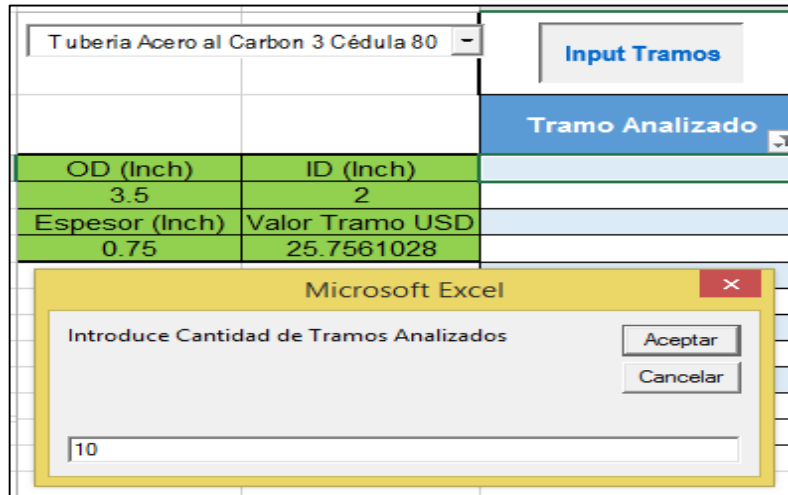 Tuberia Acero al Carbon 3 Cédula 80
Input Tramos
Tramo Analizado
OD (Inch) ID (Inch)
3.5 2
Espesor (Inch) Valor Tramo USD
0.75 25.7561028
Microsoft Excel
Introduce Cantidad de Tramos Analizados
Aceptar
Cancelar
10